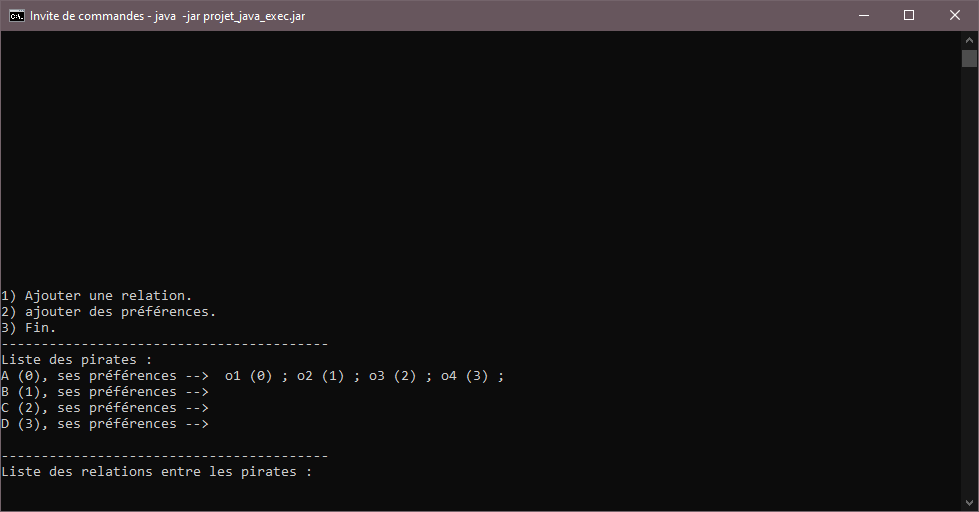 Invite de commandes - java  -jar projet_java_exec.jar
1) Ajouter une relation.
2) ajouter des préférences.
3) Fin.
-----------------------------------------
Liste des pirates :
A (0), ses préférences -->  o1 (0) ; o2 (1) ; o3 (2) ; o4 (3) ;
B (1), ses préférences -->
C (2), ses préférences -->
D (3), ses préférences -->
-----------------------------------------
Liste des relations entre les pirates :